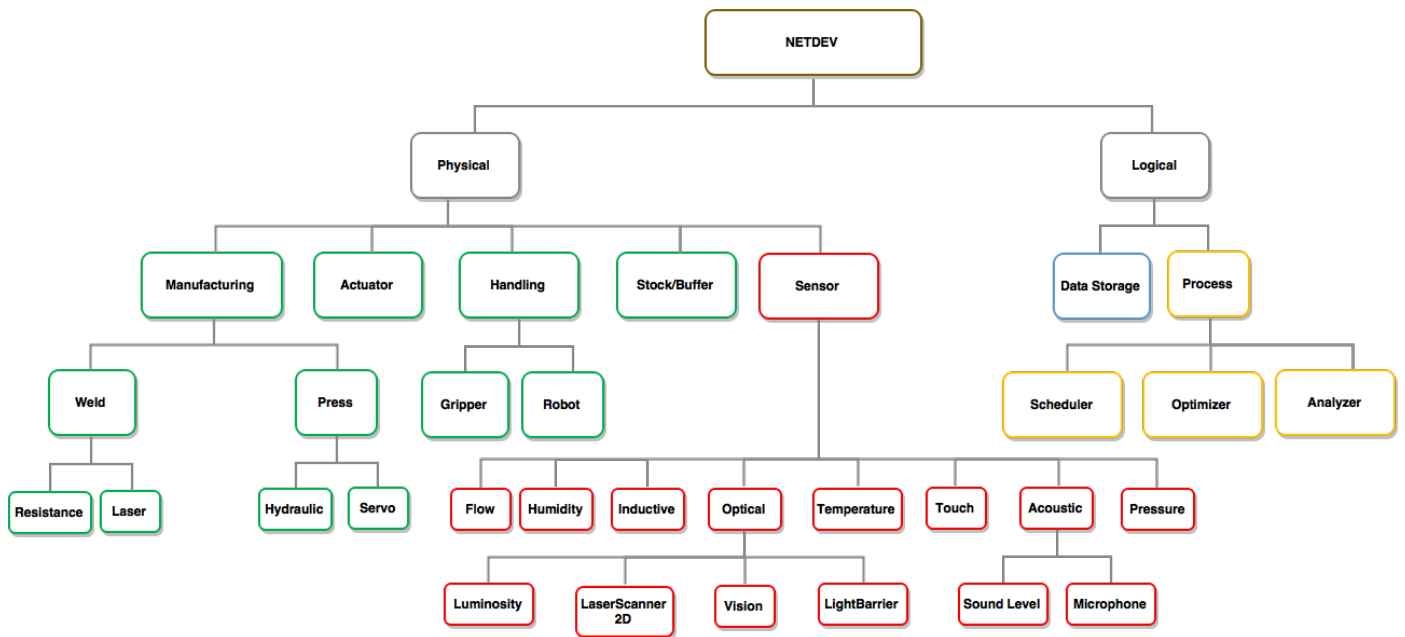 NETDEV
Physical
Logical
Manufacturing
Actuator
Handling
Stock/Buffer
Sensor
Data Storage
Process
Weld
Press
Gripper
Robot
Scheduler
Optimizer
Analyzer
Resistance
Laser
Hydraulic
Servo
Flow
Humidity
Inductive
Optical
Temperature
Touch
Acoustic
Pressure
Luminosity
LaserScanner
2D
Vision
LightBarrier
Sound Level
Microphone